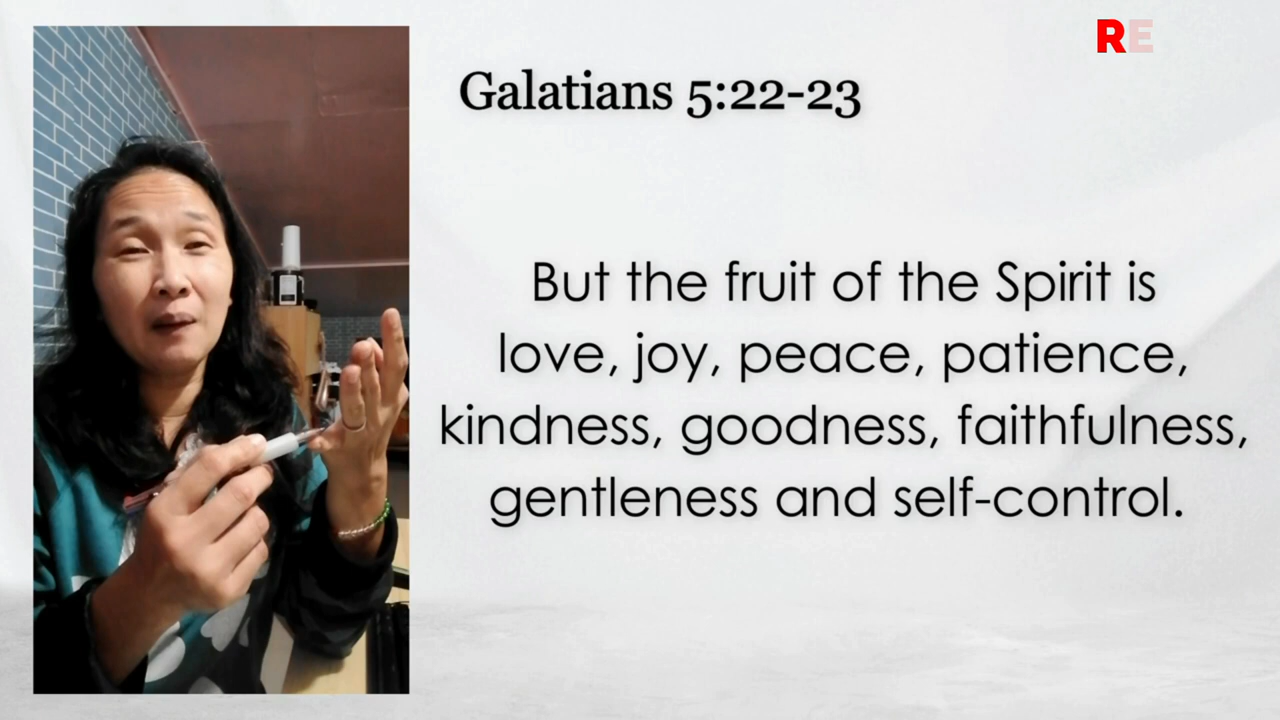 RE
Galatians 5:22-23
But the fruit of the Spirit is
love, joy, peace, patience,
kindness, goodness, faithfulness,
gentleness and self-control.